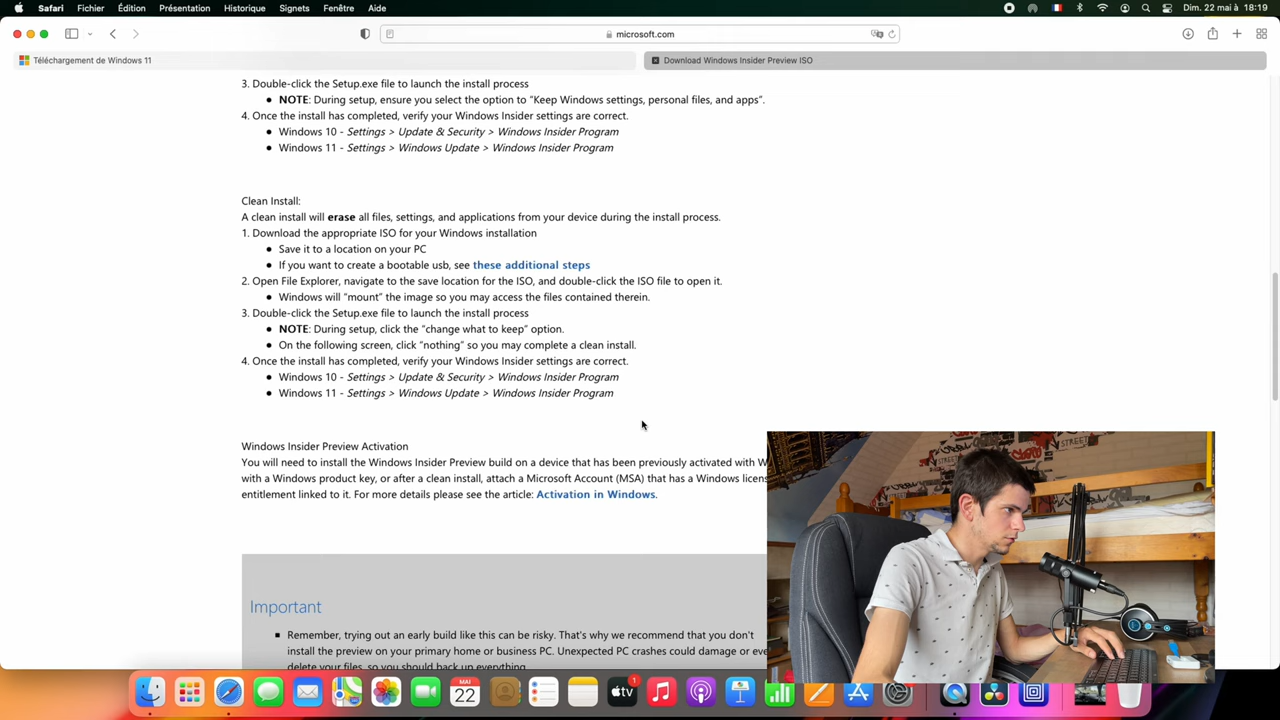 Safari Fichier Édition Présentation Historique Signets Fenêtre Aide Dim. 22 mai à 18:19
microsoft.com
Téléchargement de Windows 11
Download Windows Insider Preview ISO
3. Double-click the Setup.exe file to launch the install process
NOTE: During setup, ensure you select the option to “Keep Windows settings, personal files, and apps”.
4. Once the install has completed, verify your Windows Insider settings are correct.
Windows 10 - Settings > Update & Security > Windows Insider Program
Windows 11 - Settings > Windows Update > Windows Insider Program
Clean Install:
A clean install will erase all files, settings, and applications from your device during the install process.
1. Download the appropriate ISO for your Windows installation
Save it to a location on your PC
If you want to create a bootable usb, see these additional steps
2. Open File Explorer, navigate to the save location for the ISO, and double-click the ISO file to open it.
Windows will “mount” the image so you may access the files contained therein.
3. Double-click the Setup.exe file to launch the install process
NOTE: During setup, click the “change what to keep” option.
On the following screen, click “nothing” so you may complete a clean install.
4. Once the install has completed, verify your Windows Insider settings are correct.
Windows 10 - Settings > Update & Security > Windows Insider Program
Windows 11 - Settings > Windows Update > Windows Insider Program
Windows Insider Preview Activation
You will need to install the Windows Insider Preview build on a device that has been previously activated with W
with a Windows product key, or after a clean install, attach a Microsoft Account (MSA) that has a Windows licens
entitlement linked to it. For more details please see the article: Activation in Windows.
Important
Remember, trying out an early build like this can be risky. That's why we recommend that you don't
install the preview on your primary home or business PC. Unexpected PC crashes could damage or eve
delete your files, so you should back up everything.
STREET
MAI
22
tv
1